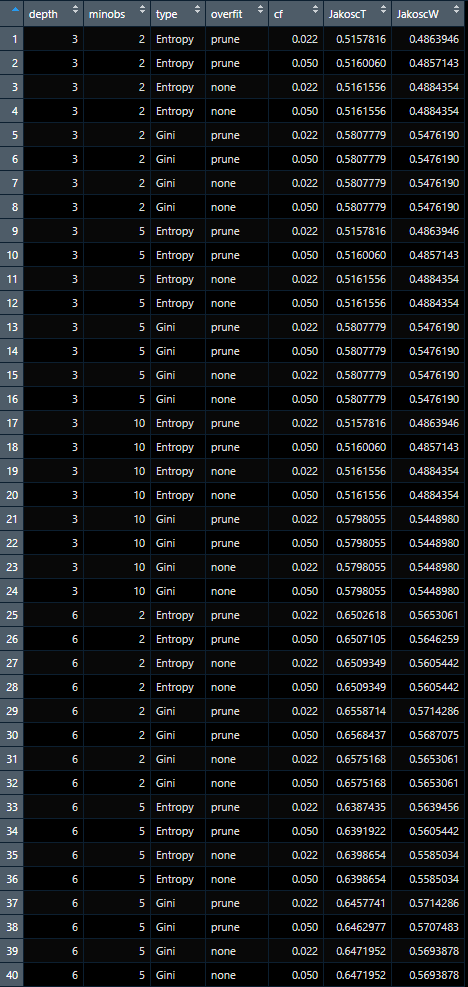 depth minobs type overfit cf JakoscT JakoscW
1 3 2 Entropy prune 0.022 0.5157816 0.4863946
2 3 2 Entropy prune 0.050 0.5160060 0.4857143
3 3 2 Entropy none 0.022 0.5161556 0.4884354
4 3 2 Entropy none 0.050 0.5161556 0.4884354
5 3 2 Gini prune 0.022 0.5807779 0.5476190
6 3 2 Gini prune 0.050 0.5807779 0.5476190
7 3 2 Gini none 0.022 0.5807779 0.5476190
8 3 2 Gini none 0.050 0.5807779 0.5476190
9 3 5 Entropy prune 0.022 0.5157816 0.4863946
10 3 5 Entropy prune 0.050 0.5160060 0.4857143
11 3 5 Entropy none 0.022 0.5161556 0.4884354
12 3 5 Entropy none 0.050 0.5161556 0.4884354
13 3 5 Gini prune 0.022 0.5807779 0.5476190
14 3 5 Gini prune 0.050 0.5807779 0.5476190
15 3 5 Gini none 0.022 0.5807779 0.5476190
16 3 5 Gini none 0.050 0.5807779 0.5476190
17 3 10 Entropy prune 0.022 0.5157816 0.4863946
18 3 10 Entropy prune 0.050 0.5160060 0.4857143
19 3 10 Entropy none 0.022 0.5161556 0.4884354
20 3 10 Entropy none 0.050 0.5161556 0.4884354
21 3 10 Gini prune 0.022 0.5798055 0.5448980
22 3 10 Gini prune 0.050 0.5798055 0.5448980
23 3 10 Gini none 0.022 0.5798055 0.5448980
24 3 10 Gini none 0.050 0.5798055 0.5448980
25 6 2 Entropy prune 0.022 0.6502618 0.5653061
26 6 2 Entropy prune 0.050 0.6507105 0.5646259
27 6 2 Entropy none 0.022 0.6509349 0.5605442
28 6 2 Entropy none 0.050 0.6509349 0.5605442
29 6 2 Gini prune 0.022 0.6558714 0.5714286
30 6 2 Gini prune 0.050 0.6568437 0.5687075
31 6 2 Gini none 0.022 0.6575168 0.5653061
32 6 2 Gini none 0.050 0.6575168 0.5653061
33 6 5 Entropy prune 0.022 0.6387435 0.5639456
34 6 5 Entropy prune 0.050 0.6391922 0.5605442
35 6 5 Entropy none 0.022 0.6398654 0.5585034
36 6 5 Entropy none 0.050 0.6398654 0.5585034
37 6 5 Gini prune 0.022 0.6457741 0.5714286
38 6 5 Gini prune 0.050 0.6462977 0.5707483
39 6 5 Gini none 0.022 0.6471952 0.5693878
40 6 5 Gini none 0.050 0.6471952 0.5693878